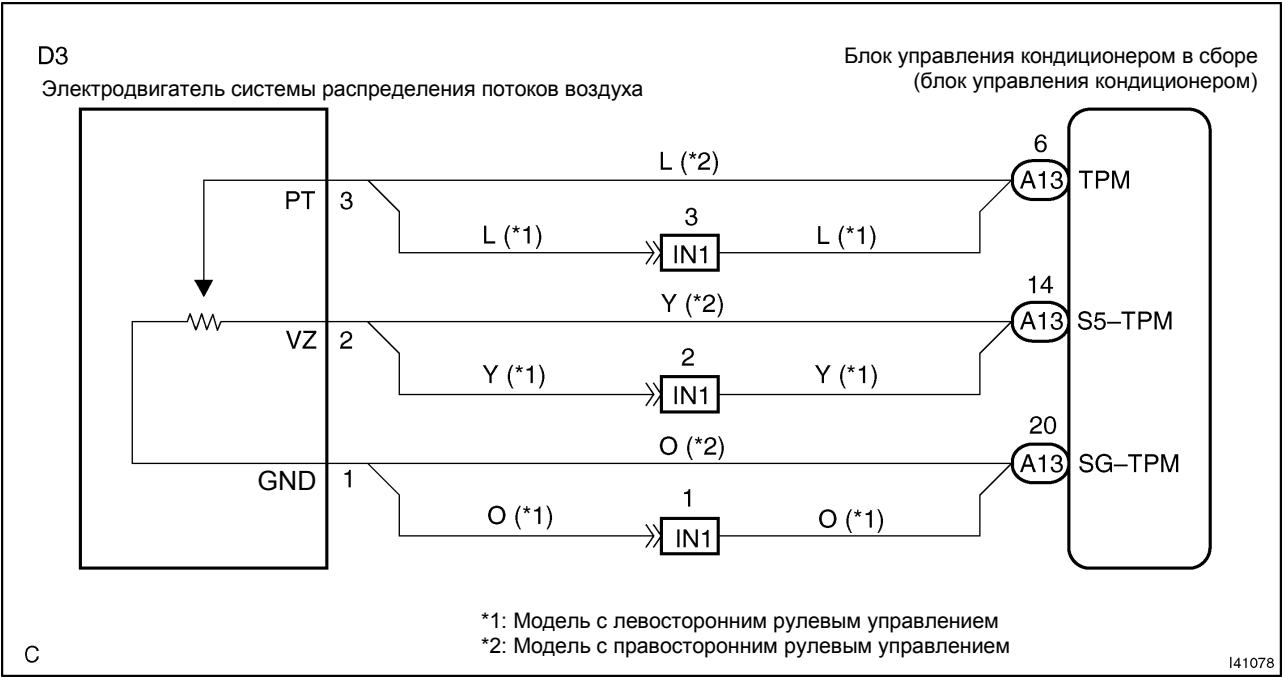 D3
Электродвигатель системы распределения потоков воздуха
Блок управления кондиционером в сборе
(блок управления кондиционером)
PT 3
L (*2)
6
A13 TPM
L (*1)
3
IN1
L (*1)
VZ 2
Y (*2)
14
A13 S5–TPM
Y (*1)
2
IN1
Y (*1)
GND 1
O (*2)
20
A13 SG–TPM
O (*1)
1
IN1
O (*1)
*1: Модель с левосторонним рулевым управлением
*2: Модель с правосторонним рулевым управлением
C
I41078